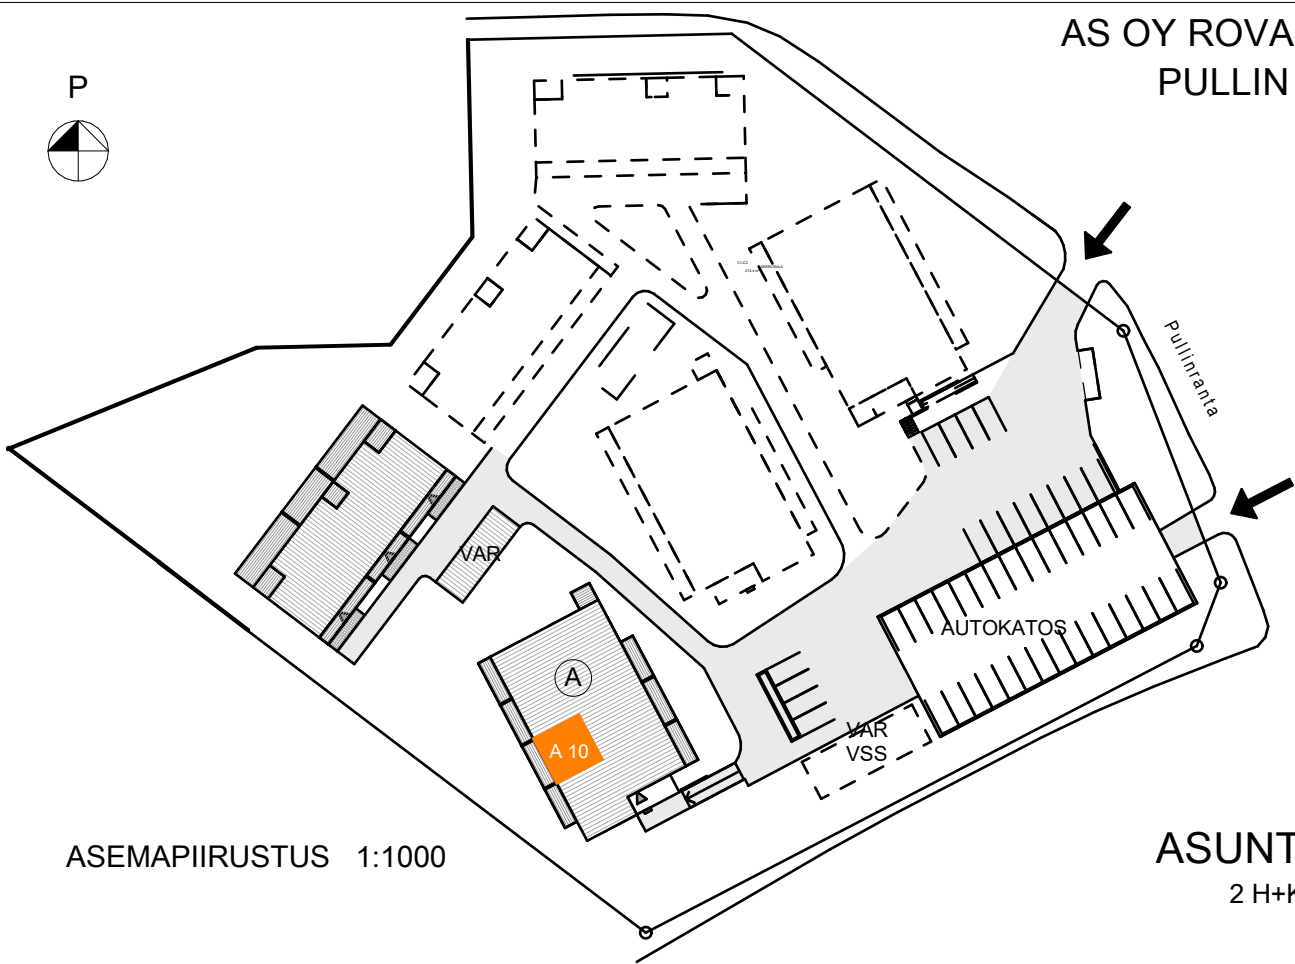 AS OY ROVA
PULLIN
P
Pullinranta
VAR
AUTOKATOS
A
A 10
VAR
VSS
ASEMAPIIRUSTUS 1:1000
ASUNT
2 H+K